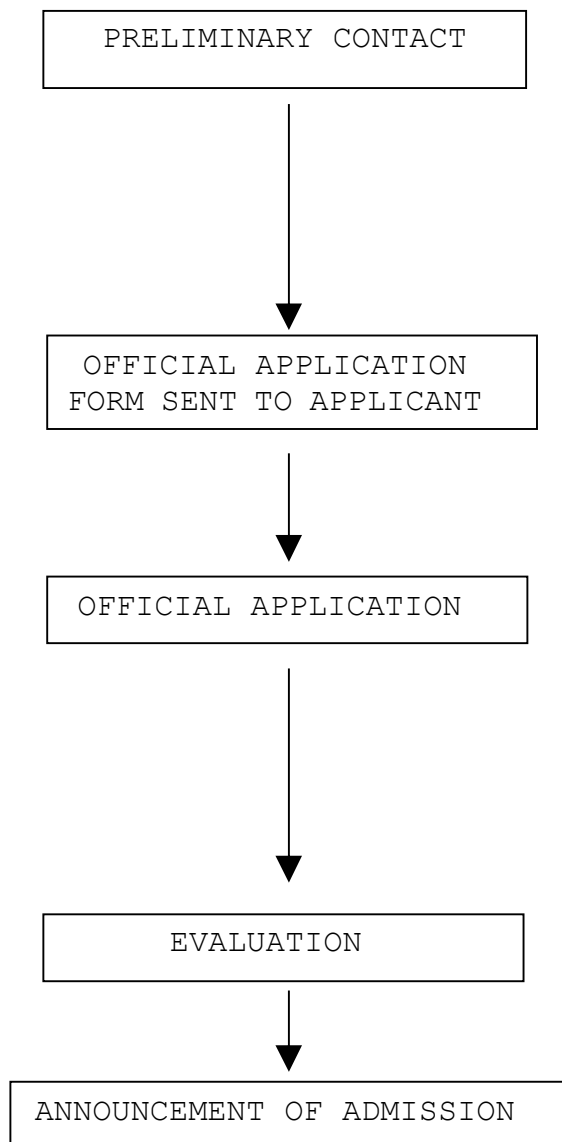 PRELIMINARY CONTACT
OFFICIAL APPLICATION
FORM SENT TO APPLICANT
OFFICIAL APPLICATION
EVALUATION
ANNOUNCEMENT OF ADMISSION